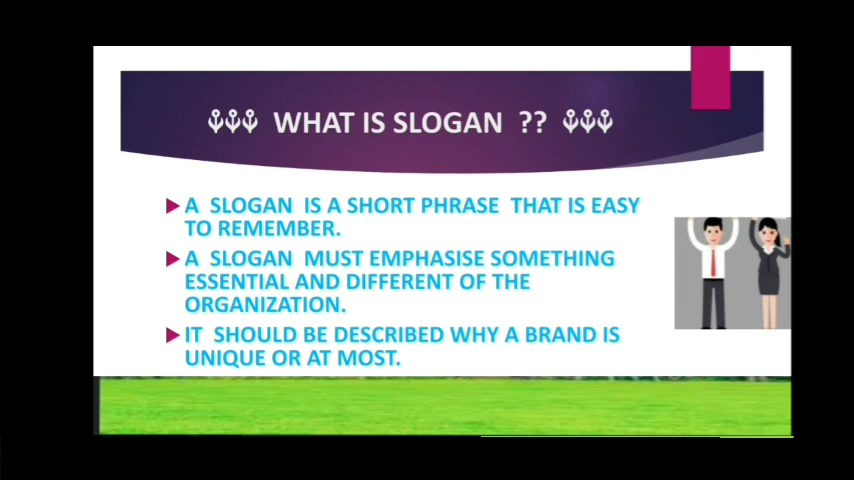 ⚓⚓⚓ WHAT IS SLOGAN ?? ⚓⚓⚓
A SLOGAN IS A SHORT PHRASE THAT IS EASY
TO REMEMBER.
A SLOGAN MUST EMPHASISE SOMETHING
ESSENTIAL AND DIFFERENT OF THE
ORGANIZATION.
IT SHOULD BE DESCRIBED WHY A BRAND IS
UNIQUE OR AT MOST.